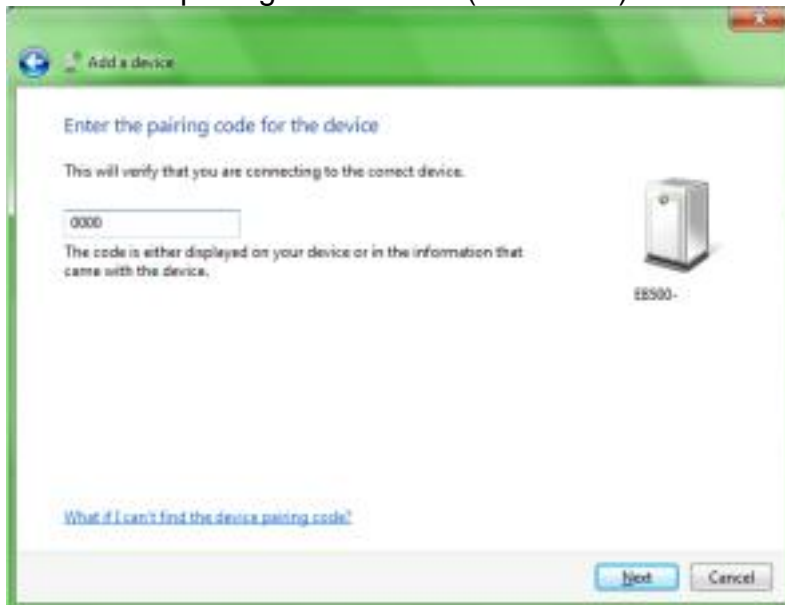 Add a device
Enter the pairing code for the device
This will verify that you are connecting to the correct device.
0000
The code is either displayed on your device or in the information that
came with the device.
EB500-
What if I can't find the device pairing code?
Next Cancel